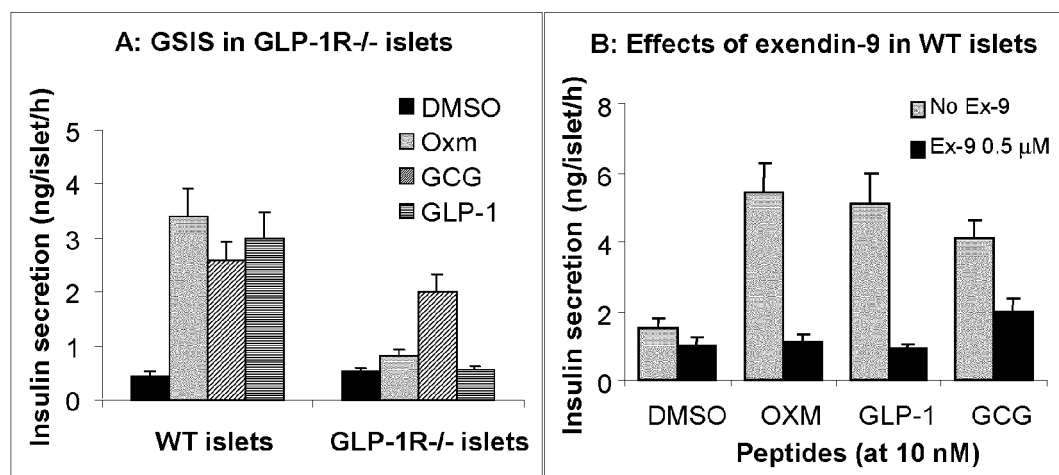 A: GSIS in GLP-1R-/- islets
DMSO
Oxm
GCG
GLP-1
Insulin secretion (ng/islet/h)
5
4
3
2
1
0
WT islets GLP-1R-/- islets
B: Effects of exendin-9 in WT islets
No Ex-9
Ex-9 0.5 µM
Insulin secretion (ng/islet/h)
8
6
4
2
0
DMSO OXM GLP-1 GCG
Peptides (at 10 nM)